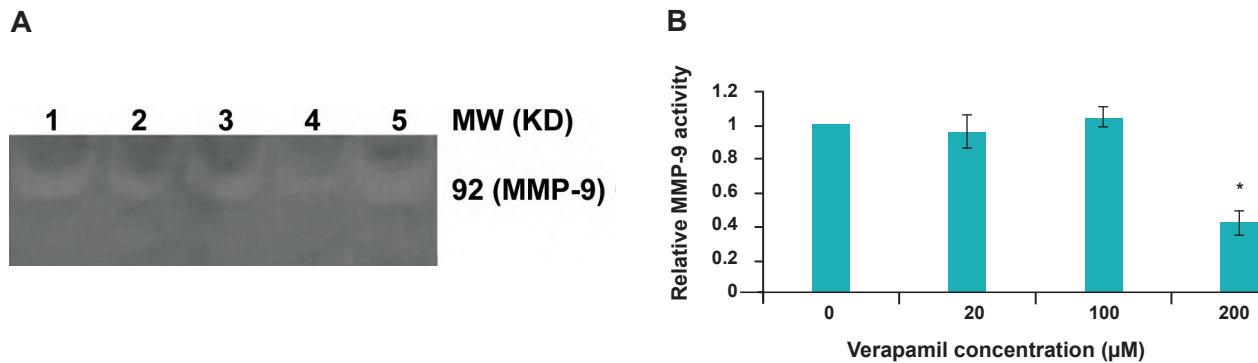 A
1 2 3 4 5 MW (KD)
92 (MMP-9)
B
Relative MMP-9 activity
1.2
1
0.8
0.6
0.4
0.2
0
*
0 20 100 200
Verapamil concentration (µM)